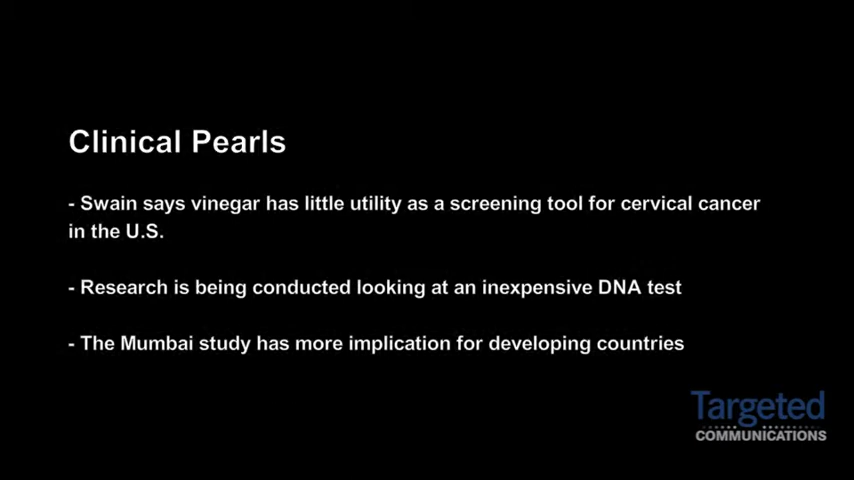 Clinical Pearls
- Swain says vinegar has little utility as a screening tool for cervical cancer
in the U.S.
- Research is being conducted looking at an inexpensive DNA test
- The Mumbai study has more implication for developing countries
Targeted
COMMUNICATIONS